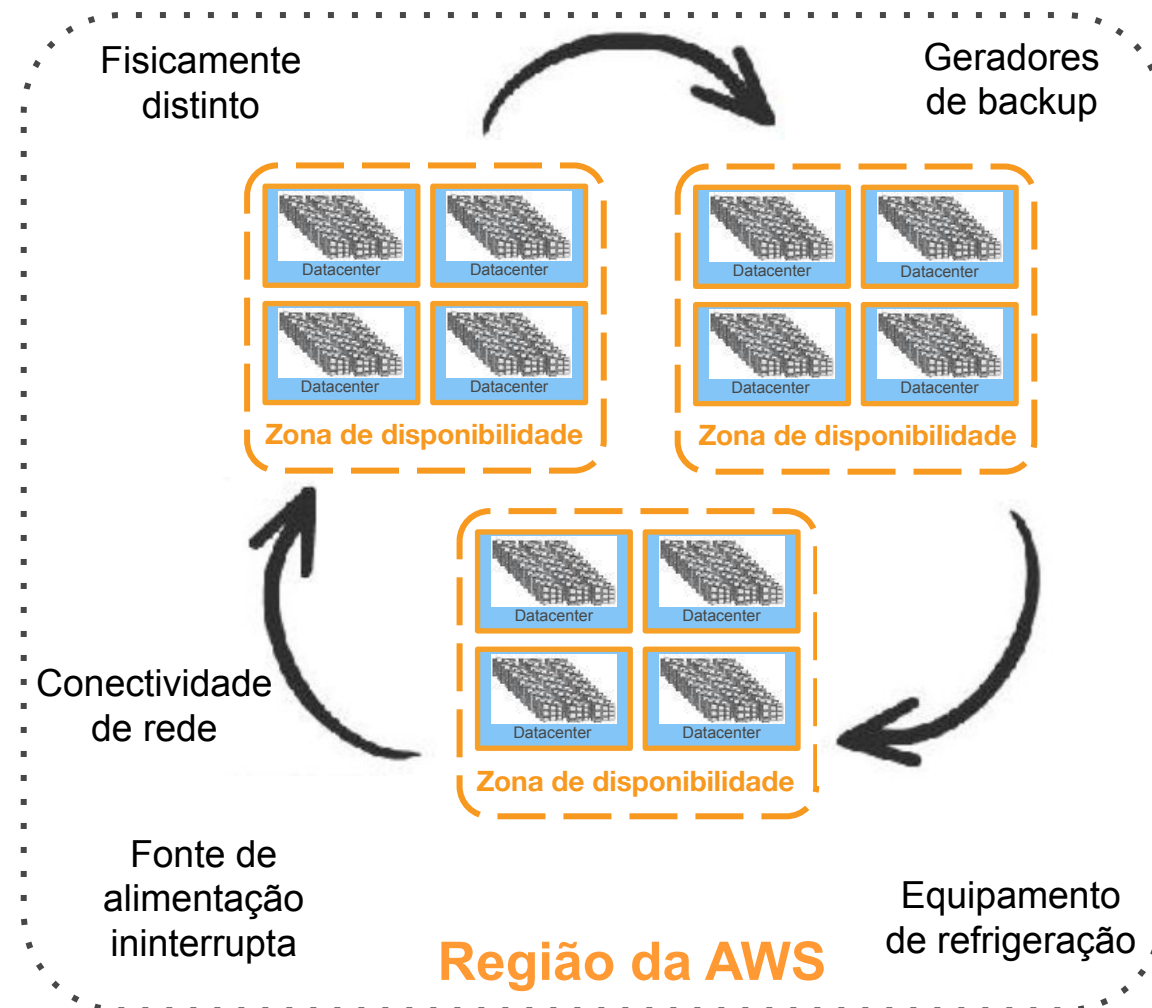 Fisicamente
distinto
Geradores
de backup
Datacenter
Datacenter
Datacenter
Datacenter
Zona de disponibilidade
Datacenter
Datacenter
Datacenter
Datacenter
Zona de disponibilidade
Datacenter
Datacenter
Datacenter
Datacenter
Zona de disponibilidade
Conectividade
de rede
Fonte de
alimentação
ininterrupta
Equipamento
de refrigeração
Região da AWS